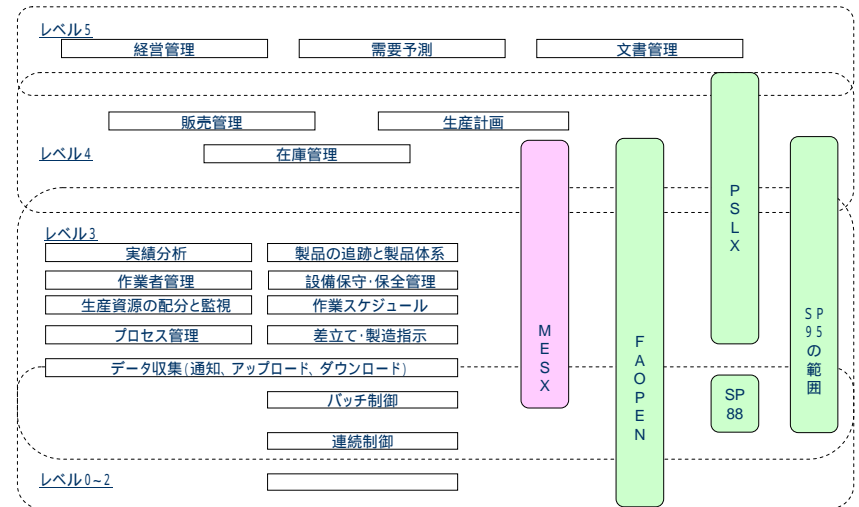 レベル5
経営管理
需要予測
文書管理
販売管理
生産計画
レベル4
在庫管理
レベル3
実績分析
製品の追跡と製品体系
作業者管理
設備保守・保全管理
生産資源の配分と監視
作業スケジュール
プロセス管理
差立て・製造指示
データ収集(通知、アップロード、ダウンロード)
バッチ制御
連続制御
レベル0~2
MESX
FAOPEN
PSLX
SP
88
SP
95
の範囲